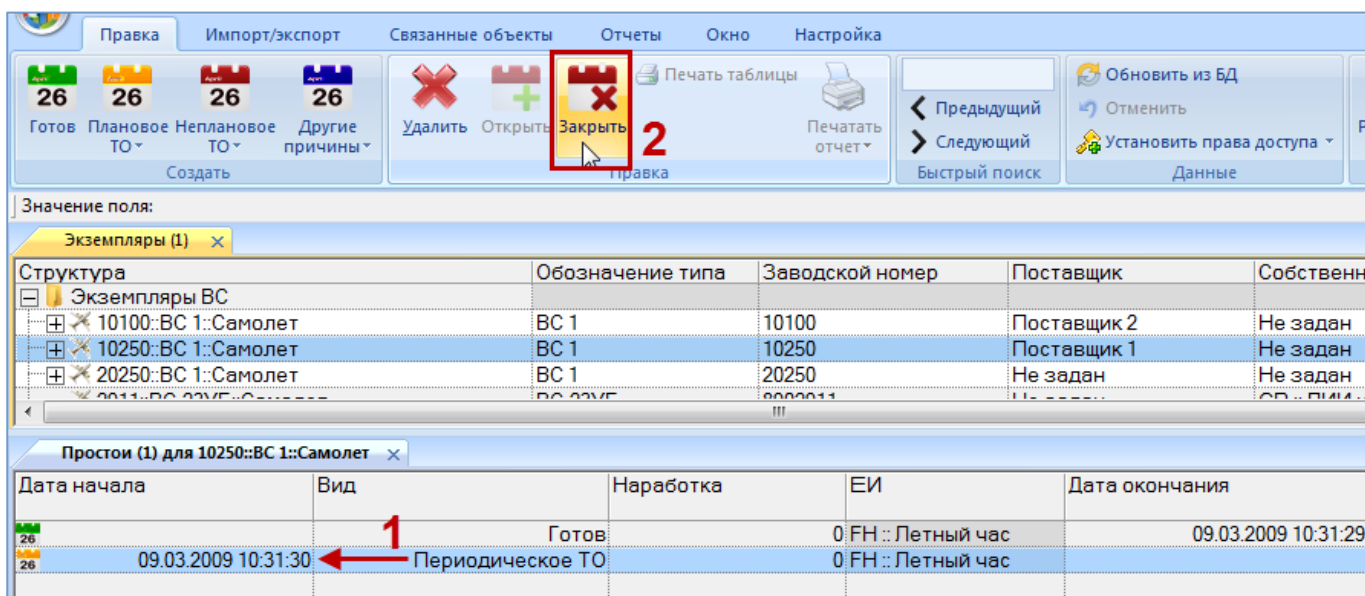 Правка Импорт/экспорт Связанные объекты Отчеты Окно Настройка
April 26 April 26 April 26 April 26
Готов Плановое ТО Неплановое ТО Другие причины
Создать
Удалить Открыть Закрыть
2
Печать таблицы
Печатать отчет
Правка
Предыдущий
Следующий
Быстрый поиск
Обновить из БД
Отменить
Установить права доступа
Данные
Значение поля:
Экземпляры (1)
Структура Обозначение типа Заводской номер Поставщик Собственн
Экземпляры ВС
10100::ВС 1::Самолет ВС 1 10100 Поставщик 2 Не задан
10250::ВС 1::Самолет ВС 1 10250 Поставщик 1 Не задан
20250::ВС 1::Самолет ВС 1 20250 Не задан Не задан
Простои (1) для 10250::ВС 1::Самолет
Дата начала Вид Наработка ЕИ Дата окончания
1
26 Готов 0 FH :: Летный час 09.03.2009 10:31:29
26 09.03.2009 10:31:30 Периодическое ТО 0 FH :: Летный час